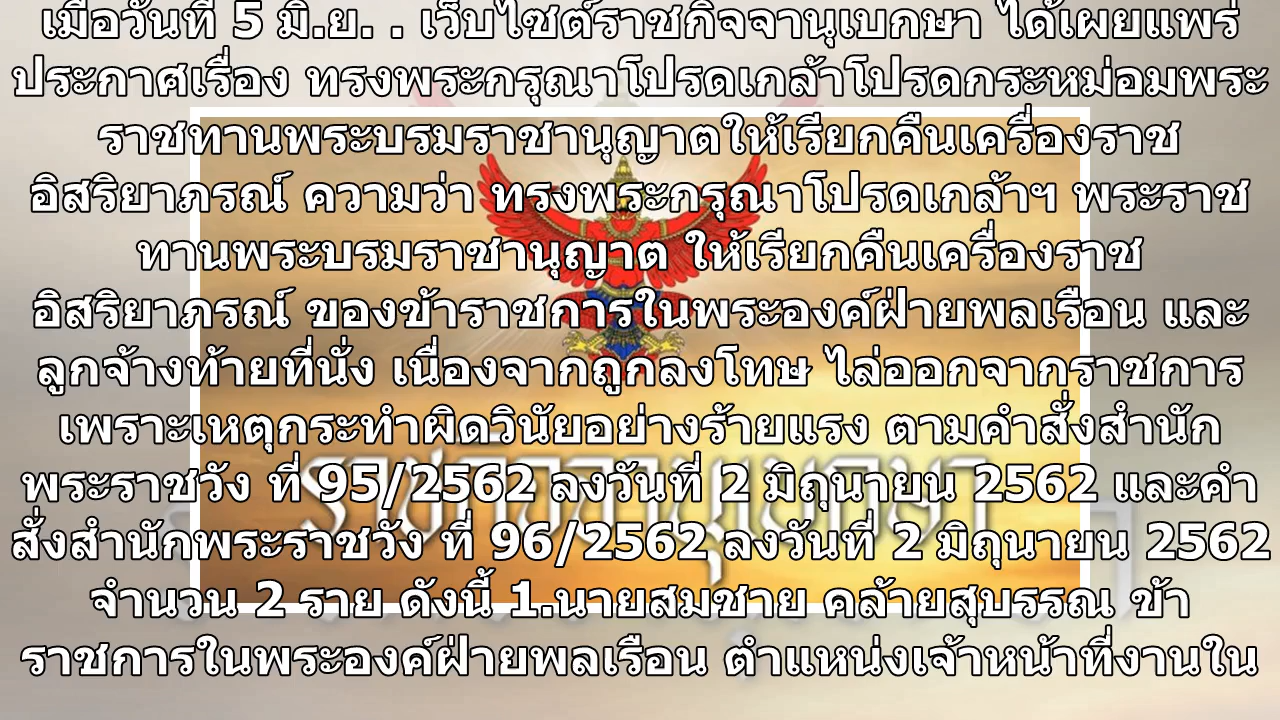 เมื่อวันที่ 5 มิ.ย. . เว็บไซต์ราชกิจจานุเบกษา ได้เผยแพร่
ประกาศเรื่อง ทรงพระกรุณาโปรดเกล้าโปรดกระหม่อมพระ
ราชทานพระบรมราชานุญาตให้เรียกคืนเครื่องราช
อิสริยาภรณ์ ความว่า ทรงพระกรุณาโปรดเกล้าฯ พระราช
ทานพระบรมราชานุญาต ให้เรียกคืนเครื่องราช
อิสริยาภรณ์ ของข้าราชการในพระองค์ฝ่ายพลเรือน และ
ลูกจ้างท้ายที่นั่ง เนื่องจากถูกลงโทษ ไล่ออกจากราชการ
เพราะเหตุกระทำผิดวินัยอย่างร้ายแรง ตามคำสั่งสำนัก
พระราชวัง ที่ 95/2562 ลงวันที่ 2 มิถุนายน 2562 และคำ
สั่งสำนักพระราชวัง ที่ 96/2562 ลงวันที่ 2 มิถุนายน 2562
จำนวน 2 ราย ดังนี้ 1.นายสมชาย คล้ายสุบรรณ ข้า
ราชการในพระองค์ฝ่ายพลเรือน ตำแหน่งเจ้าหน้าที่งานใน
ราชกิจจานุเบกษา